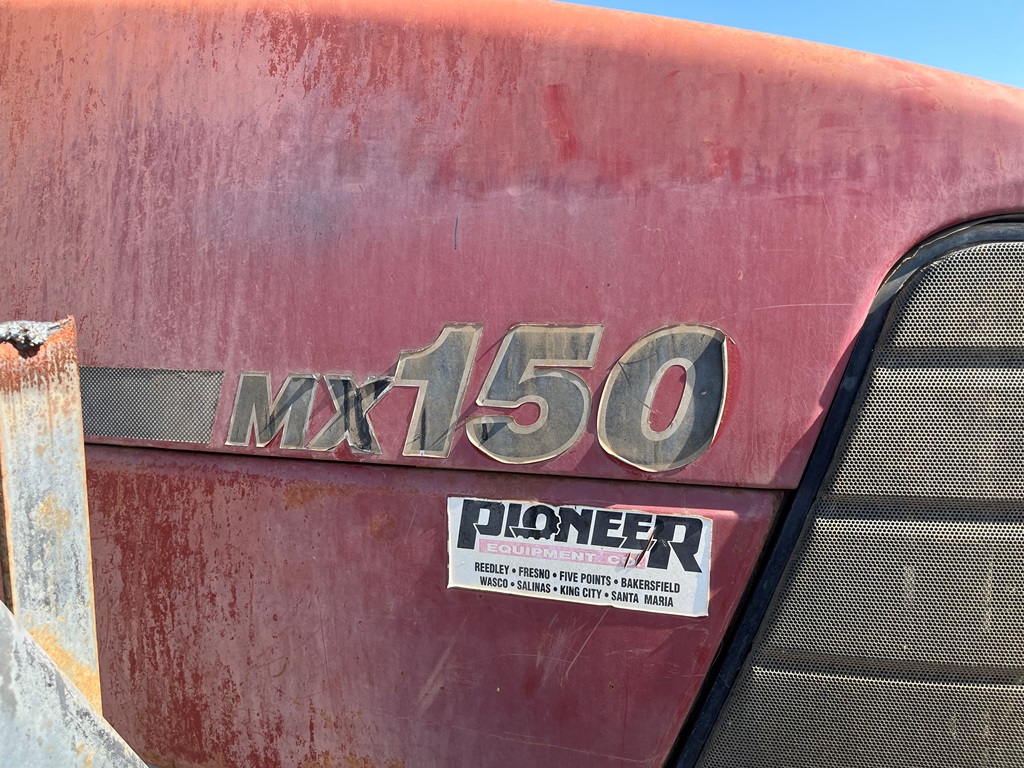 MX150
PIONEER
EQUIPMENT CO.
REEDLEY • FRESNO • FIVE POINTS • BAKERSFIELD
WASCO • SALINAS • KING CITY • SANTA MARIA